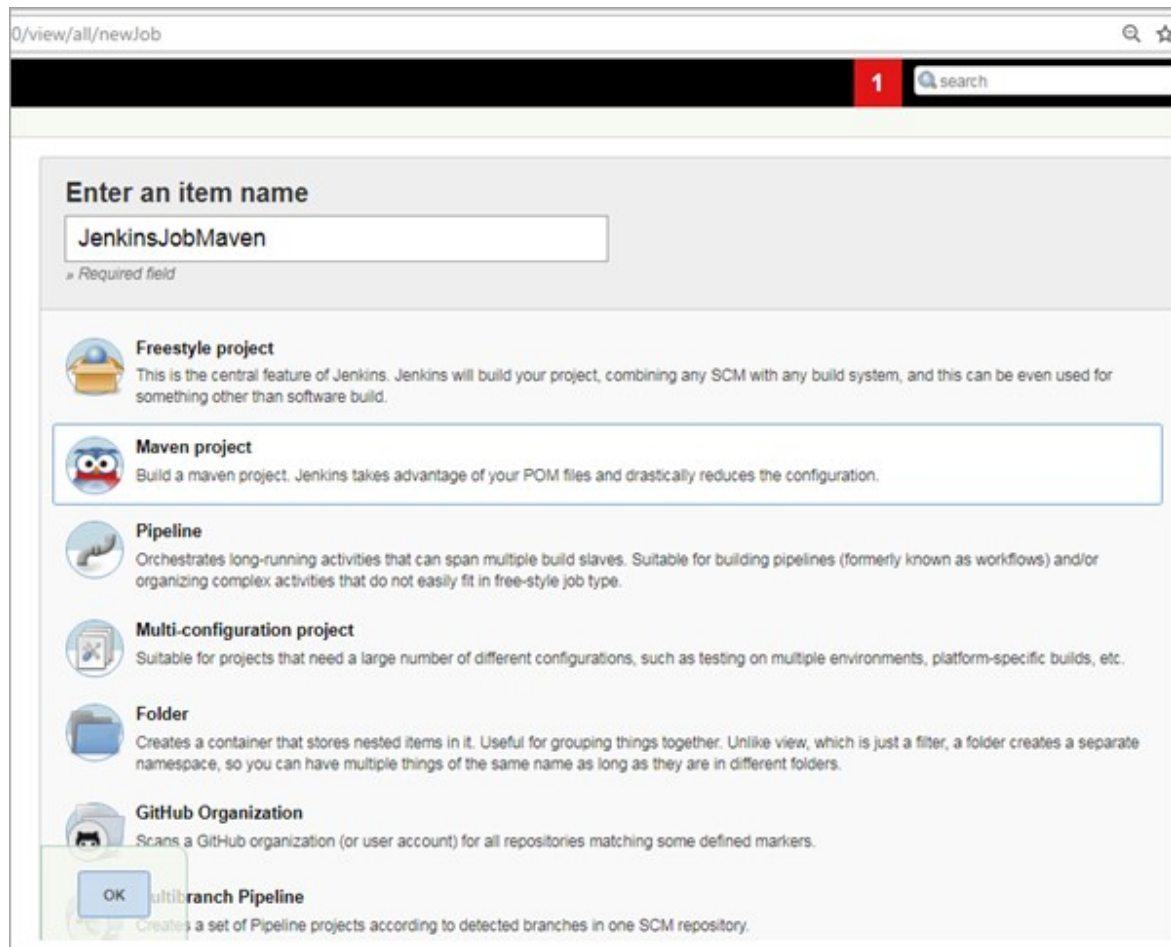 0/view/all/newJob
1
search
Enter an item name
JenkinsJobMaven
» Required field
Freestyle project
This is the central feature of Jenkins. Jenkins will build your project, combining any SCM with any build system, and this can be even used for
something other than software build.
Maven project
Build a maven project. Jenkins takes advantage of your POM files and drastically reduces the configuration.
Pipeline
Orchestrates long-running activities that can span multiple build slaves. Suitable for building pipelines (formerly known as workflows) and/or
organizing complex activities that do not easily fit in free-style job type.
Multi-configuration project
Suitable for projects that need a large number of different configurations, such as testing on multiple environments, platform-specific builds, etc.
Folder
Creates a container that stores nested items in it. Useful for grouping things together. Unlike view, which is just a filter, a folder creates a separate
namespace, so you can have multiple things of the same name as long as they are in different folders.
GitHub Organization
Scans a GitHub organization (or user account) for all repositories matching some defined markers.
OK
ultibranch Pipeline
Creates a set of Pipeline projects according to detected branches in one SCM repository.